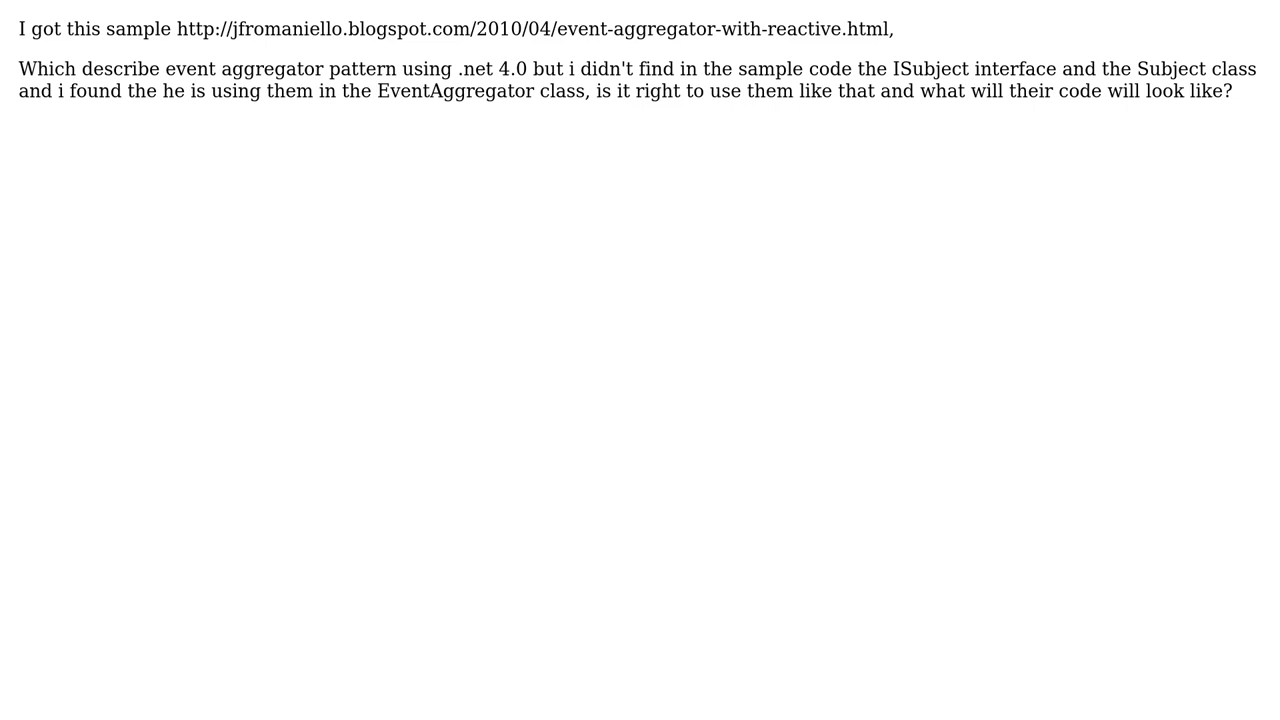 I got this sample http://jfromaniello.blogspot.com/2010/04/event-aggregator-with-reactive.html,
Which describe event aggregator pattern using .net 4.0 but i didn't find in the sample code the ISubject interface and the Subject class
and i found the he is using them in the EventAggregator class, is it right to use them like that and what will their code will look like?